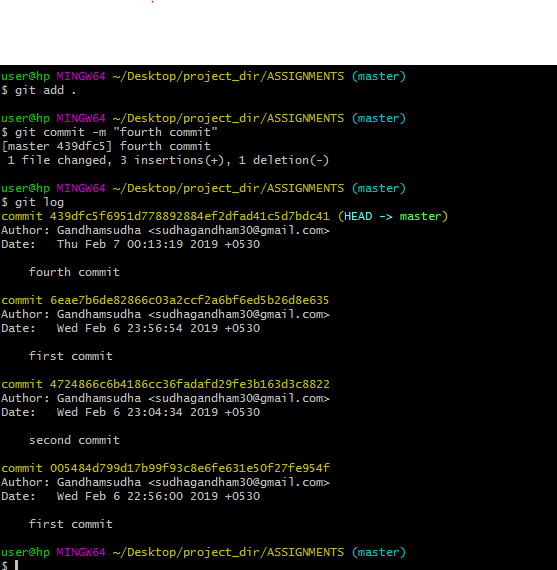 user@hp MINGW64 ~/Desktop/project_dir/ASSIGNMENTS (master)
$ git add .
user@hp MINGW64 ~/Desktop/project_dir/ASSIGNMENTS (master)
$ git commit -m "fourth commit"
[master 439dfc5] fourth commit
 1 file changed, 3 insertions(+), 1 deletion(-)
user@hp MINGW64 ~/Desktop/project_dir/ASSIGNMENTS (master)
$ git log
commit 439dfc5f6951d778892884ef2dfad41c5d7bdc41 (HEAD -> master)
Author: Gandhamsudha <sudhagandham30@gmail.com>
Date:   Thu Feb 7 00:13:19 2019 +0530
    fourth commit
commit 6eae7b6de82866c03a2ccf2a6bf6ed5b26d8e635
Author: Gandhamsudha <sudhagandham30@gmail.com>
Date:   Wed Feb 6 23:56:54 2019 +0530
    first commit
commit 4724866c6b4186cc36fadafd29fe3b163d3c8822
Author: Gandhamsudha <sudhagandham30@gmail.com>
Date:   Wed Feb 6 23:04:34 2019 +0530
    second commit
commit 005484d799d17b99f93c8e6fe631e50f27fe954f
Author: Gandhamsudha <sudhagandham30@gmail.com>
Date:   Wed Feb 6 22:56:00 2019 +0530
    first commit
user@hp MINGW64 ~/Desktop/project_dir/ASSIGNMENTS (master)
$